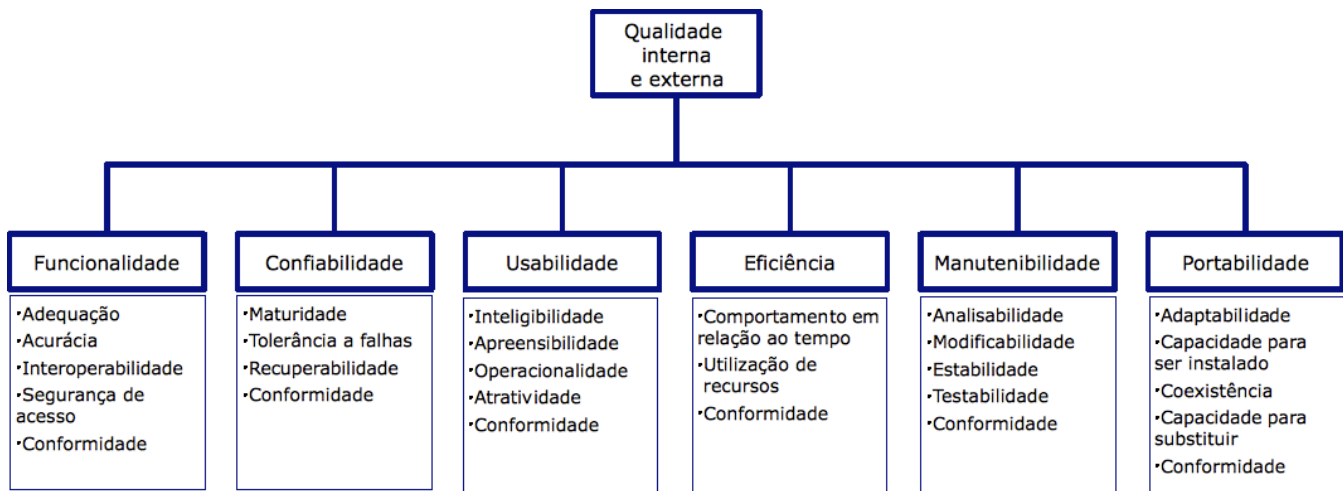 Qualidade
interna
e externa
Funcionalidade
·Adequação
·Acurácia
·Interoperabilidade
·Segurança de
acesso
·Conformidade
Confiabilidade
·Maturidade
·Tolerância a falhas
·Recuperabilidade
·Conformidade
Usabilidade
·Inteligibilidade
·Apreensibilidade
·Operacionalidade
·Atratividade
·Conformidade
Eficiência
·Comportamento em
relação ao tempo
·Utilização de
recursos
·Conformidade
Manutenibilidade
·Analisabilidade
·Modificabilidade
·Estabilidade
·Testabilidade
·Conformidade
Portabilidade
·Adaptabilidade
·Capacidade para
ser instalado
·Coexistência
·Capacidade para
substituir
·Conformidade